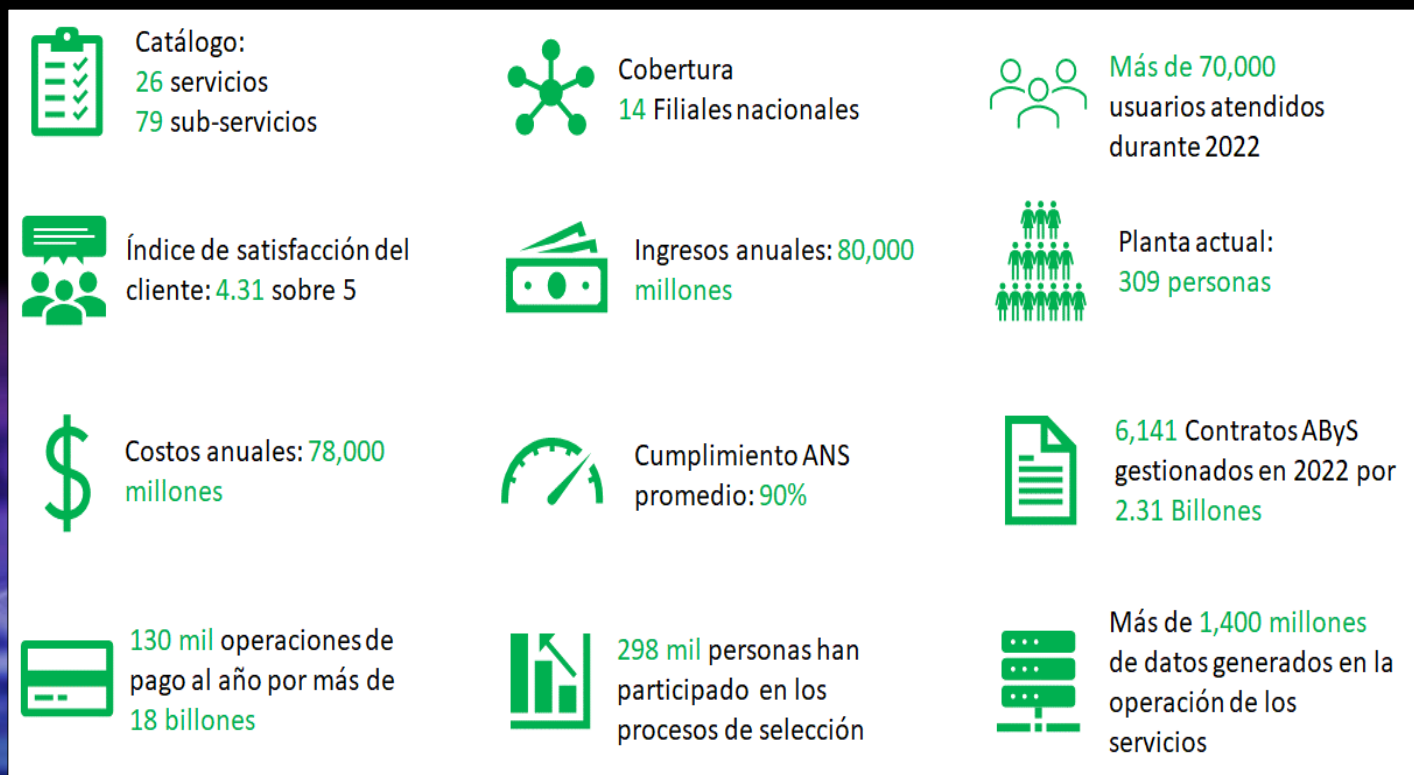 Catálogo:
26 servicios
79 sub-servicios
Cobertura
14 Filiales nacionales
Más de 70,000
usuarios atendidos
durante 2022
Índice de satisfacción del
cliente: 4.31 sobre 5
Ingresos anuales: 80,000
millones
Planta actual:
309 personas
Costos anuales: 78,000
millones
Cumplimiento ANS
promedio: 90%
6,141 Contratos AByS
gestionados en 2022 por
2.31 Billones
130 mil operaciones de
pago al año por más de
18 billones
298 mil personas han
participado en los
procesos de selección
Más de 1,400 millones
de datos generados en la
operación de los
servicios